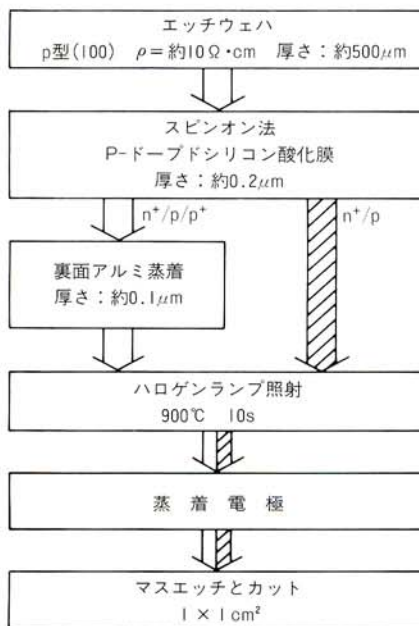 エッチウェハ
p型(100) ρ=約10Ω・cm 厚さ：約500μm
スピンオン法
P-ドープドシリコン酸化膜
厚さ：約0.2μm
n⁺/p/p⁺
n⁺/p
裏面アルミ蒸着
厚さ：約0.1μm
ハロゲンランプ照射
900℃ 10s
蒸着電極
マスエッチとカット
1×1cm²